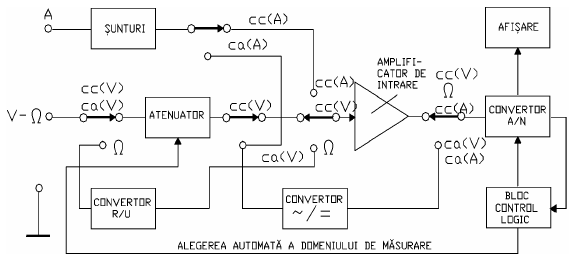 A
ȘUNTURI
cc(A)
ca(A)
AFIȘARE
AMPLIFI-
CATOR DE
INTRARE
cc(V)
ca(V)
V-Ω
ATENUATOR
cc(V)
cc(A)
cc(V)
cc(V)
Ω
cc(A)
CONVERTOR
A/N
Ω
ca(V)
Ω
ca(V)
ca(A)
CONVERTOR
R/U
CONVERTOR
~/=
BLOC
CONTROL
LOGIC
ALEGEREA AUTOMATĂ A DOMENIULUI DE MĂSURARE